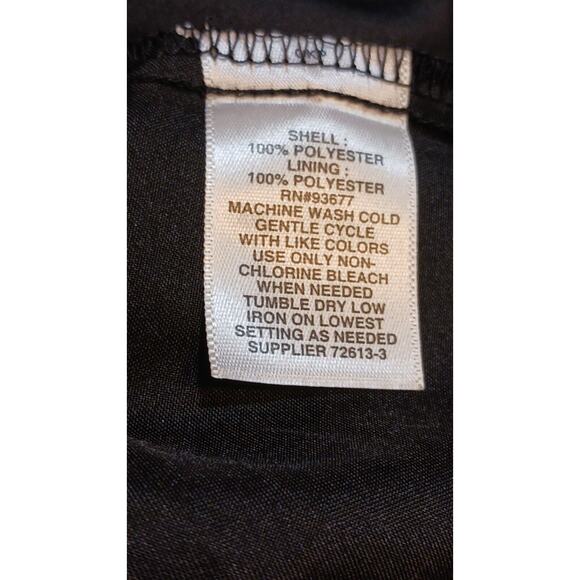 SHELL :
100% POLYESTER
LINING :
100% POLYESTER
RN#93677
MACHINE WASH COLD
GENTLE CYCLE
WITH LIKE COLORS
USE ONLY NON-
CHLORINE BLEACH
WHEN NEEDED
TUMBLE DRY LOW
IRON ON LOWEST
SETTING AS NEEDED
SUPPLIER 72613-3